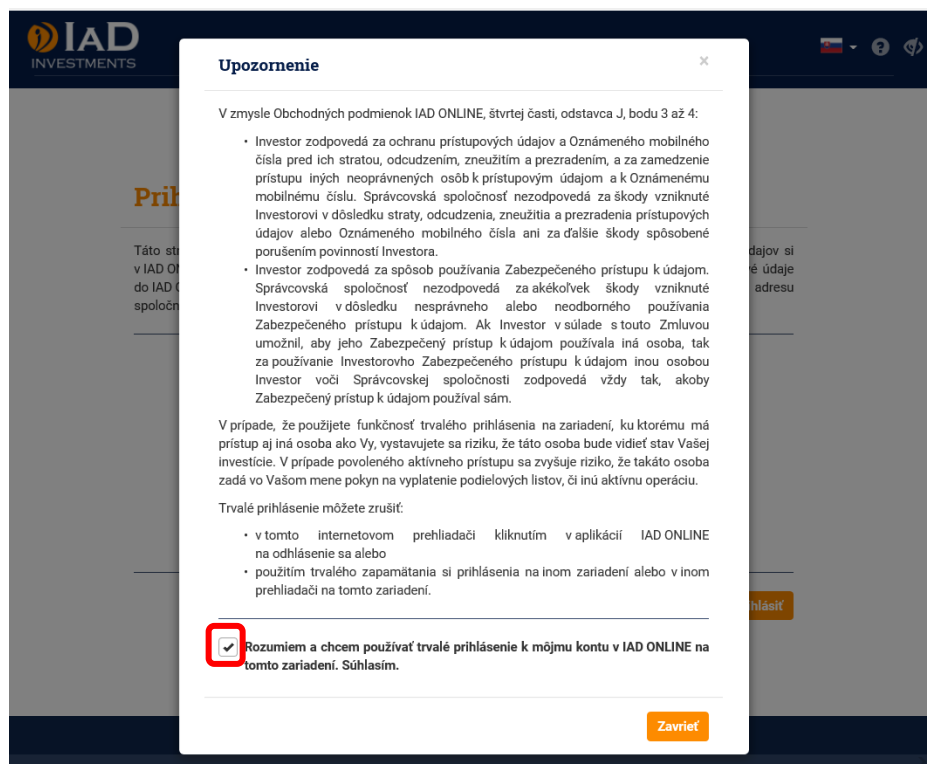 IAD
INVESTMENTS
Upozornenie
×
V zmysle Obchodných podmienok IAD ONLINE, štvrtej časti, odstavca J, bodu 3 až 4:
• Investor zodpovedá za ochranu prístupových údajov a Oznámeného mobilného
čísla pred ich stratou, odcudzením, zneužitím a prezradením, a za zamedzenie
prístupu iných neoprávnených osôb k prístupovým údajom a k Oznámenému
mobilnému číslu. Správcovská spoločnosť nezodpovedá za škody vzniknuté
Investorovi v dôsledku straty, odcudzenia, zneužitia a prezradenia prístupových
údajov alebo Oznámeného mobilného čísla ani za ďalšie škody spôsobené
porušením povinností Investora.
• Investor zodpovedá za spôsob používania Zabezpečeného prístupu k údajom.
Správcovská spoločnosť nezodpovedá za akékoľvek škody vzniknuté
Investorovi v dôsledku nesprávneho alebo neodborného používania
Zabezpečeného prístupu k údajom. Ak Investor v súlade s touto Zmluvou
umožnil, aby jeho Zabezpečený prístup k údajom používala iná osoba, tak
za používanie Investorovho Zabezpečeného prístupu k údajom inou osobou
Investor voči Správcovskej spoločnosti zodpovedá vždy tak, akoby
Zabezpečený prístup k údajom používal sám.
V prípade, že použijete funkčnosť trvalého prihlásenia na zariadení, ku ktorému má
prístup aj iná osoba ako Vy, vystavujete sa riziku, že táto osoba bude vidieť stav Vašej
investície. V prípade povoleného aktívneho prístupu sa zvyšuje riziko, že takáto osoba
zadá vo Vašom mene pokyn na vyplatenie podielových listov, či inú aktívnu operáciu.
Trvalé prihlásenie môžete zrušiť:
• v tomto internetovom prehliadači kliknutím v aplikácií IAD ONLINE
na odhlásenie sa alebo
• použitím trvalého zapamätania si prihlásenia na inom zariadení alebo v inom
prehliadači na tomto zariadení.
Rozumiem a chcem používať trvalé prihlásenie k môjmu kontu v IAD ONLINE na
tomto zariadení. Súhlasím.
Zavrieť
Prih
Táto st
dajov si
v IAD O
é údaje
do IAD
adresu
spoločn
hlásiť